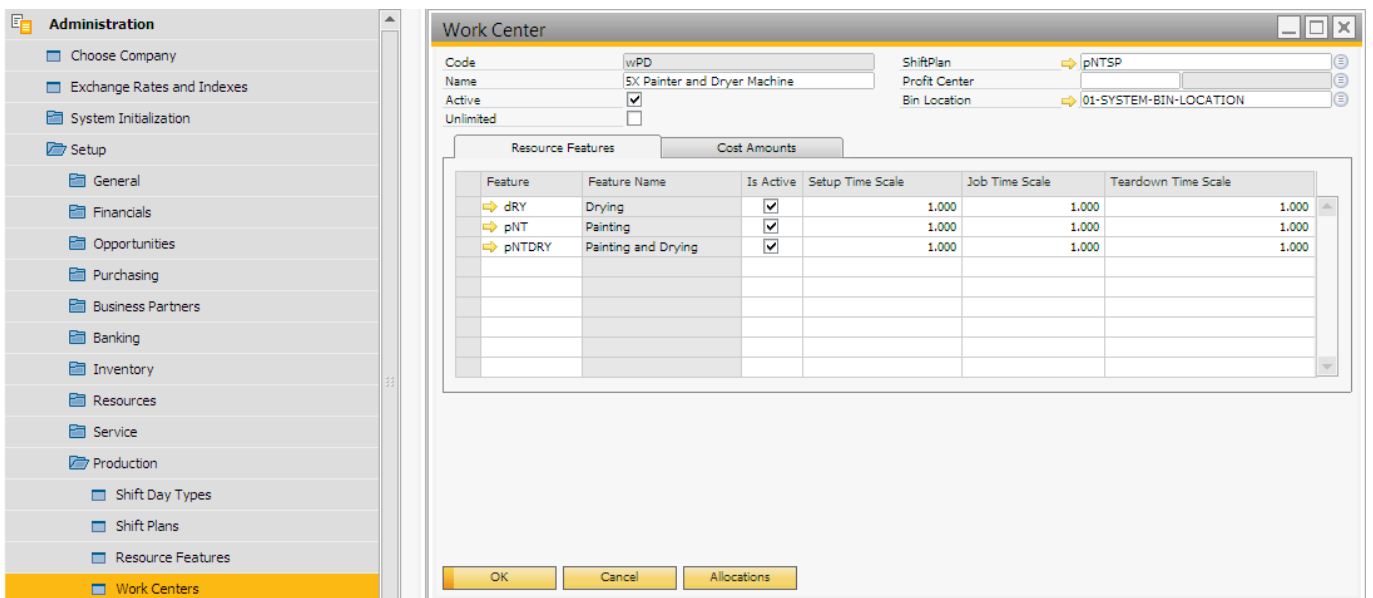 Administration
Choose Company
Exchange Rates and Indexes
System Initialization
Setup
General
Financials
Opportunities
Purchasing
Business Partners
Banking
Inventory
Resources
Service
Production
Shift Day Types
Shift Plans
Resource Features
Work Centers
Work Center
Code wPD ShiftPlan pNTSP
Name 5X Painter and Dryer Machine Profit Center
Active Bin Location 01-SYSTEM-BIN-LOCATION
Unlimited
Resource Features Cost Amounts
Feature Feature Name Is Active Setup Time Scale Job Time Scale Teardown Time Scale
dRY Drying 1.000 1.000 1.000
pNT Painting 1.000 1.000 1.000
pNTDRY Painting and Drying 1.000 1.000 1.000
OK Cancel Allocations